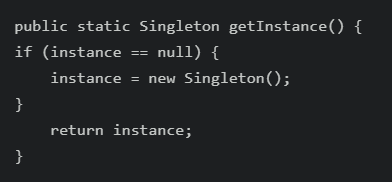 public static Singleton getInstance() {
if (instance == null) {
    instance = new Singleton();
}
    return instance;
}